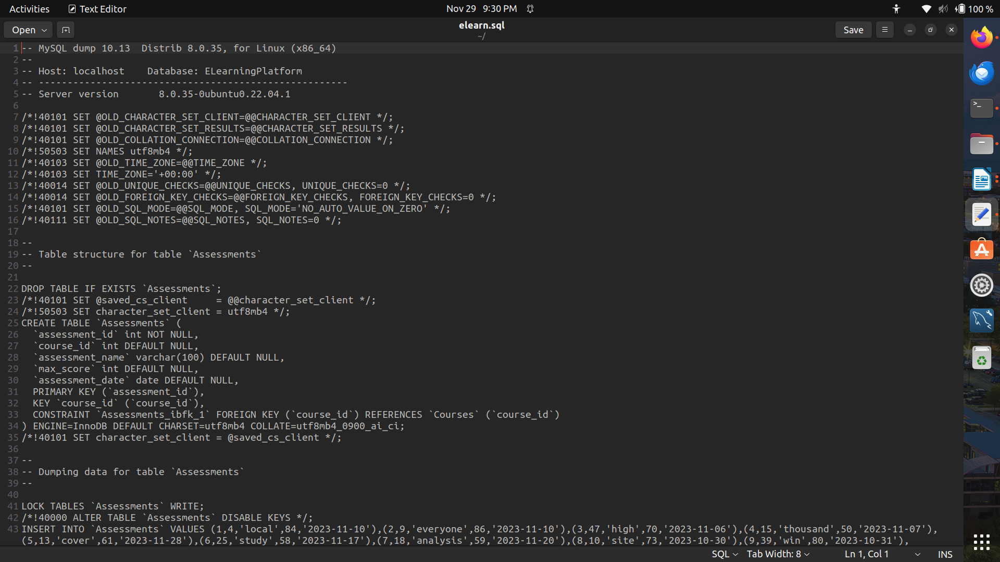 Activities
Text Editor
Nov 29 9:30 PM
100 %
Open
elearn.sql
~/
Save
1 -- MySQL dump 10.13  Distrib 8.0.35, for Linux (x86_64)
2 --
3 -- Host: localhost    Database: ELearningPlatform
4 -- ------------------------------------------------------
5 -- Server version       8.0.35-0ubuntu0.22.04.1
6
7 /*!40101 SET @OLD_CHARACTER_SET_CLIENT=@@CHARACTER_SET_CLIENT */;
8 /*!40101 SET @OLD_CHARACTER_SET_RESULTS=@@CHARACTER_SET_RESULTS */;
9 /*!40101 SET @OLD_COLLATION_CONNECTION=@@COLLATION_CONNECTION */;
10 /*!50503 SET NAMES utf8mb4 */;
11 /*!40103 SET @OLD_TIME_ZONE=@@TIME_ZONE */;
12 /*!40103 SET TIME_ZONE='+00:00' */;
13 /*!40014 SET @OLD_UNIQUE_CHECKS=@@UNIQUE_CHECKS, UNIQUE_CHECKS=0 */;
14 /*!40014 SET @OLD_FOREIGN_KEY_CHECKS=@@FOREIGN_KEY_CHECKS, FOREIGN_KEY_CHECKS=0 */;
15 /*!40101 SET @OLD_SQL_MODE=@@SQL_MODE, SQL_MODE='NO_AUTO_VALUE_ON_ZERO' */;
16 /*!40111 SET @OLD_SQL_NOTES=@@SQL_NOTES, SQL_NOTES=0 */;
17
18 --
19 -- Table structure for table `Assessments`
20 --
21
22 DROP TABLE IF EXISTS `Assessments`;
23 /*!40101 SET @saved_cs_client     = @@character_set_client */;
24 /*!50503 SET character_set_client = utf8mb4 */;
25 CREATE TABLE `Assessments` (
26   `assessment_id` int NOT NULL,
27   `course_id` int DEFAULT NULL,
28   `assessment_name` varchar(100) DEFAULT NULL,
29   `max_score` int DEFAULT NULL,
30   `assessment_date` date DEFAULT NULL,
31   PRIMARY KEY (`assessment_id`),
32   KEY `course_id` (`course_id`),
33   CONSTRAINT `Assessments_ibfk_1` FOREIGN KEY (`course_id`) REFERENCES `Courses` (`course_id`)
34 ) ENGINE=InnoDB DEFAULT CHARSET=utf8mb4 COLLATE=utf8mb4_0900_ai_ci;
35 /*!40101 SET character_set_client = @saved_cs_client */;
36
37 --
38 -- Dumping data for table `Assessments`
39 --
40
41 LOCK TABLES `Assessments` WRITE;
42 /*!40000 ALTER TABLE `Assessments` DISABLE KEYS */;
43 INSERT INTO `Assessments` VALUES (1,4,'local',84,'2023-11-10'),(2,9,'everyone',86,'2023-11-10'),(3,47,'high',70,'2023-11-06'),(4,15,'thousand',50,'2023-11-07'),
(5,13,'cover',61,'2023-11-28'),(6,25,'study',58,'2023-11-17'),(7,18,'analysis',59,'2023-11-20'),(8,10,'site',73,'2023-10-30'),(9,39,'win',80,'2023-10-31'),
SQL
Tab Width: 8
Ln 1, Col 1
INS